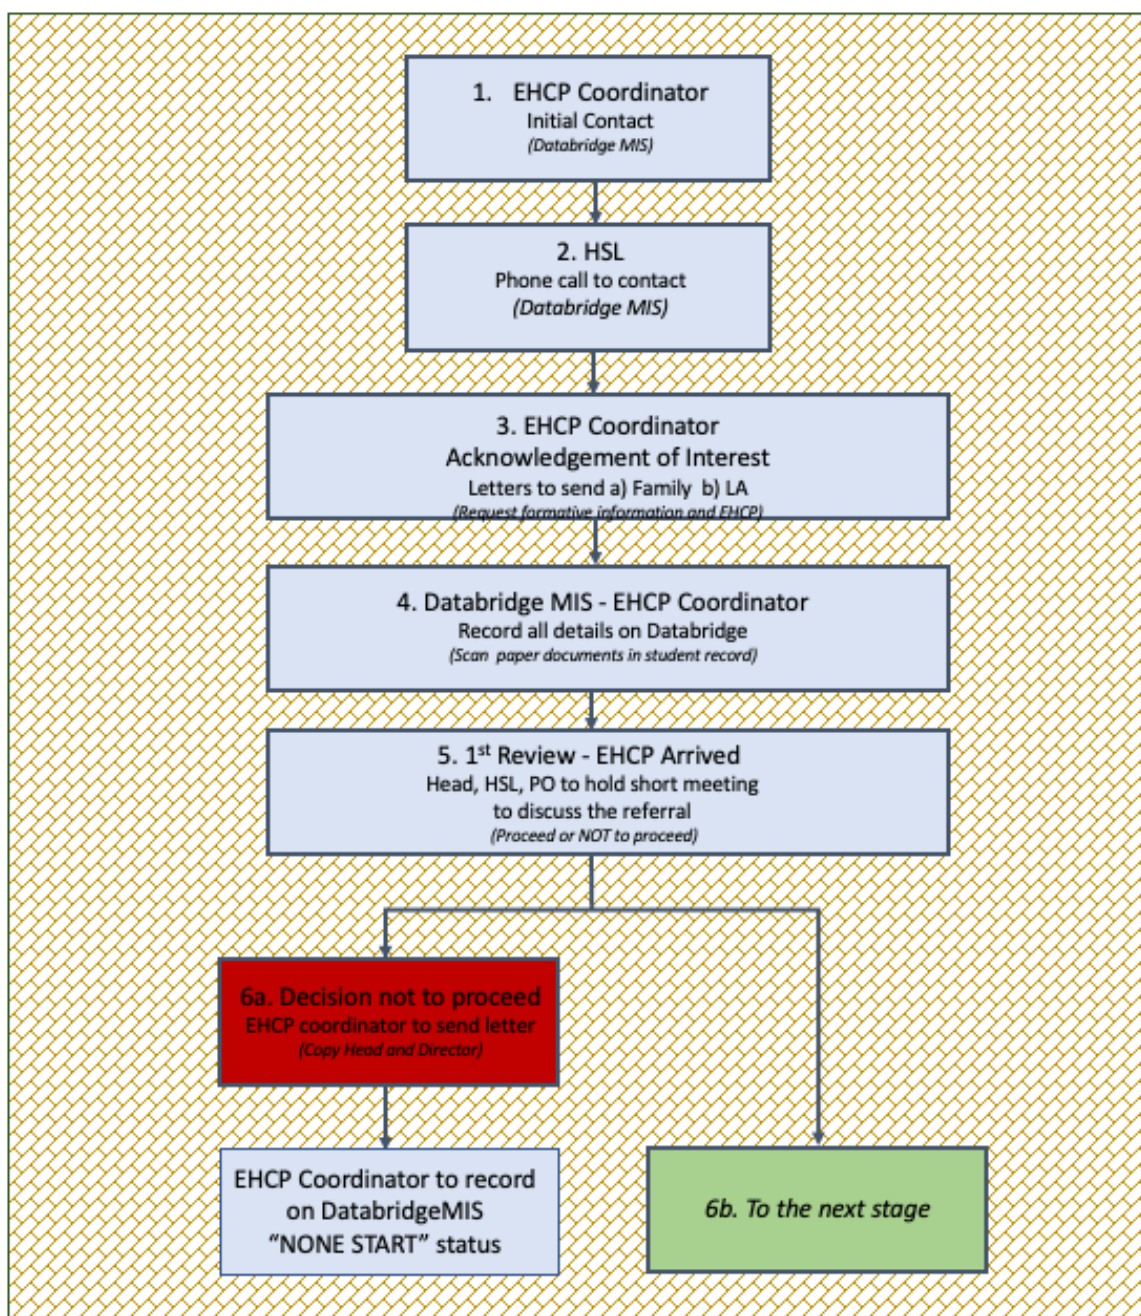 1. EHCP Coordinator
Initial Contact
(Databridge MIS)
2. HSL
Phone call to contact
(Databridge MIS)
3. EHCP Coordinator
Acknowledgement of Interest
Letters to send a) Family b) LA
(Request formative information and EHCP)
4. Databridge MIS - EHCP Coordinator
Record all details on Databridge
(Scan paper documents in student record)
5. 1st Review - EHCP Arrived
Head, HSL, PO to hold short meeting
to discuss the referral
(Proceed or NOT to proceed)
6a. Decision not to proceed
EHCP coordinator to send letter
(Copy Head and Director)
EHCP Coordinator to record
on DatabridgeMIS
“NONE START” status
6b. To the next stage